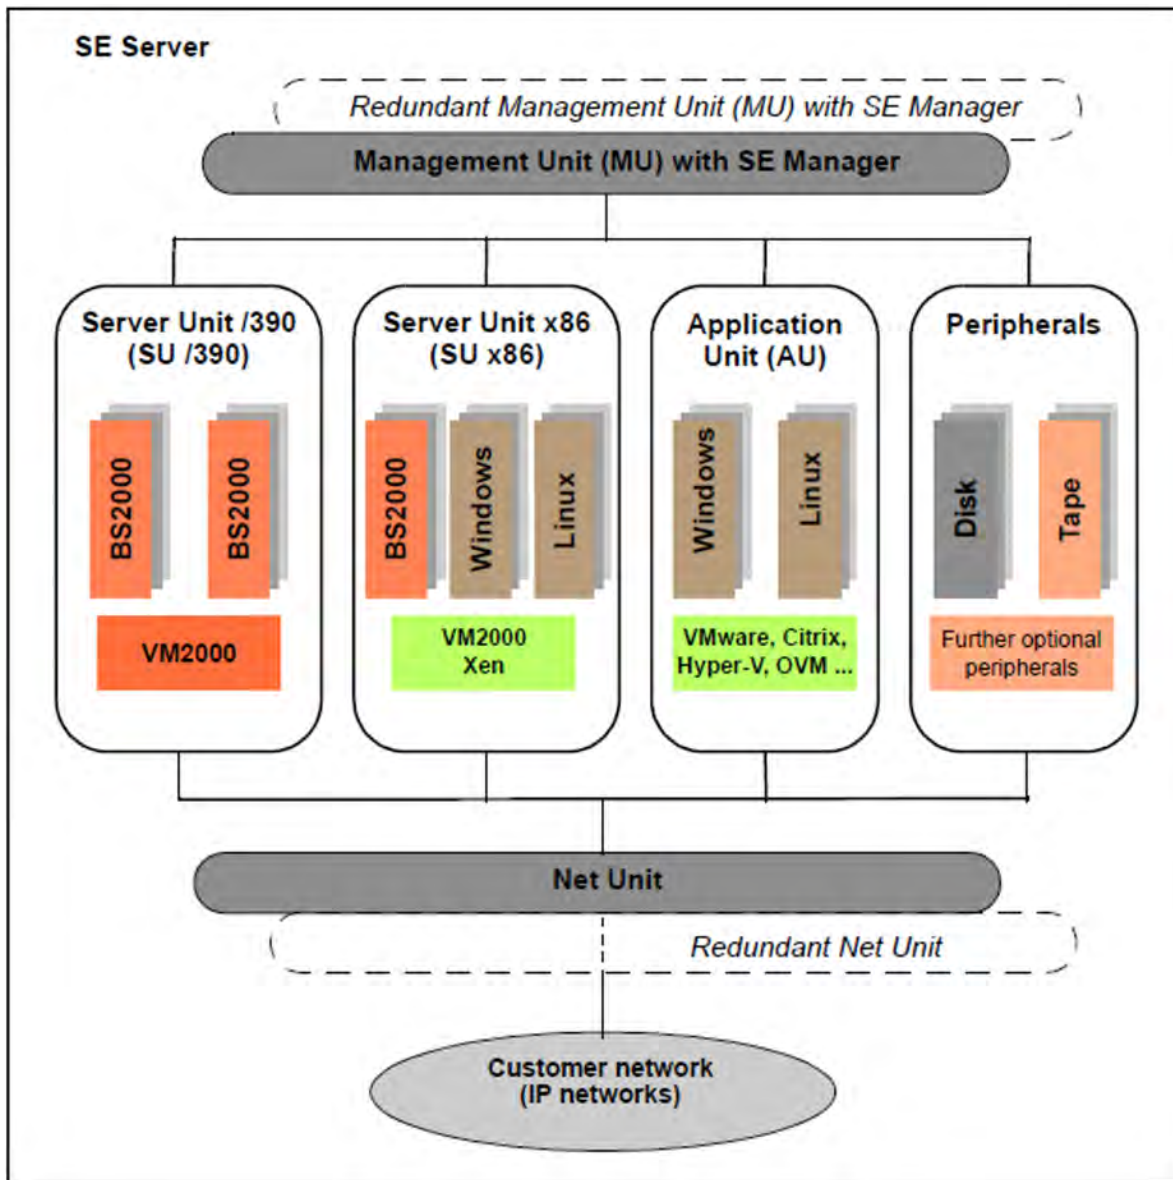 SE Server
Redundant Management Unit (MU) with SE Manager
Management Unit (MU) with SE Manager
Server Unit /390
(SU /390)
BS2000
BS2000
VM2000
Server Unit x86
(SU x86)
BS2000
Windows
Linux
VM2000
Xen
Application
Unit (AU)
Windows
Linux
VMware, Citrix,
Hyper-V, OVM ...
Peripherals
Disk
Tape
Further optional
peripherals
Net Unit
Redundant Net Unit
Customer network
(IP networks)